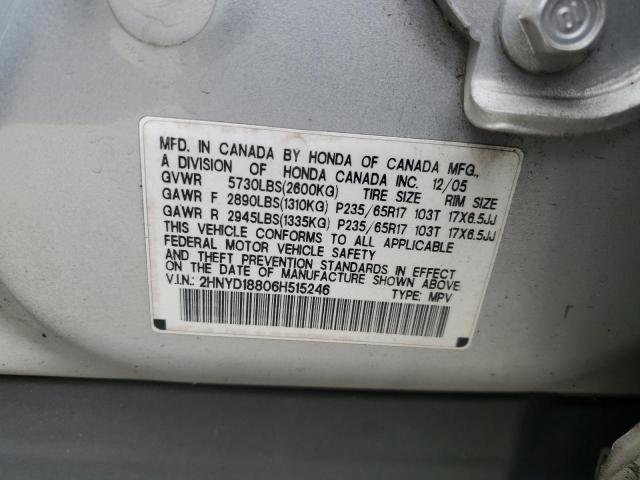 MFD. IN CANADA BY HONDA OF CANADA MFG.,
A DIVISION OF HONDA CANADA INC. 12/05
GVWR 5730LBS(2600KG) TIRE SIZE RIM SIZE
GAWR F 2890LBS(1310KG) P235/65R17 103T 17X6.5JJ
GAWR R 2945LBS(1335KG) P235/65R17 103T 17X6.5JJ
THIS VEHICLE CONFORMS TO ALL APPLICABLE
FEDERAL MOTOR VEHICLE SAFETY
AND THEFT PREVENTION STANDARDS IN EFFECT
ON THE DATE OF MANUFACTURE SHOWN ABOVE.
V.I.N.: 2HNYD18806H515246 TYPE: MPV